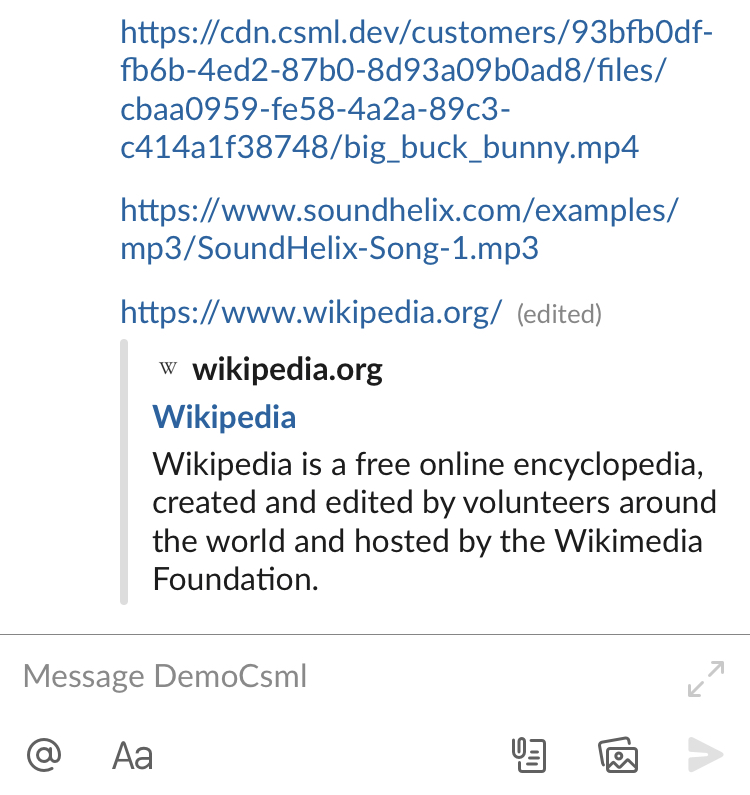 https://cdn.csml.dev/customers/93bfb0df-
fb6b-4ed2-87b0-8d93a09b0ad8/files/
cbaa0959-fe58-4a2a-89c3-
c414a1f38748/big_buck_bunny.mp4
https://www.soundhelix.com/examples/
mp3/SoundHelix-Song-1.mp3
https://www.wikipedia.org/ (edited)
W wikipedia.org
Wikipedia
Wikipedia is a free online encyclopedia,
created and edited by volunteers around
the world and hosted by the Wikimedia
Foundation.
Message DemoCsml
@ Aa